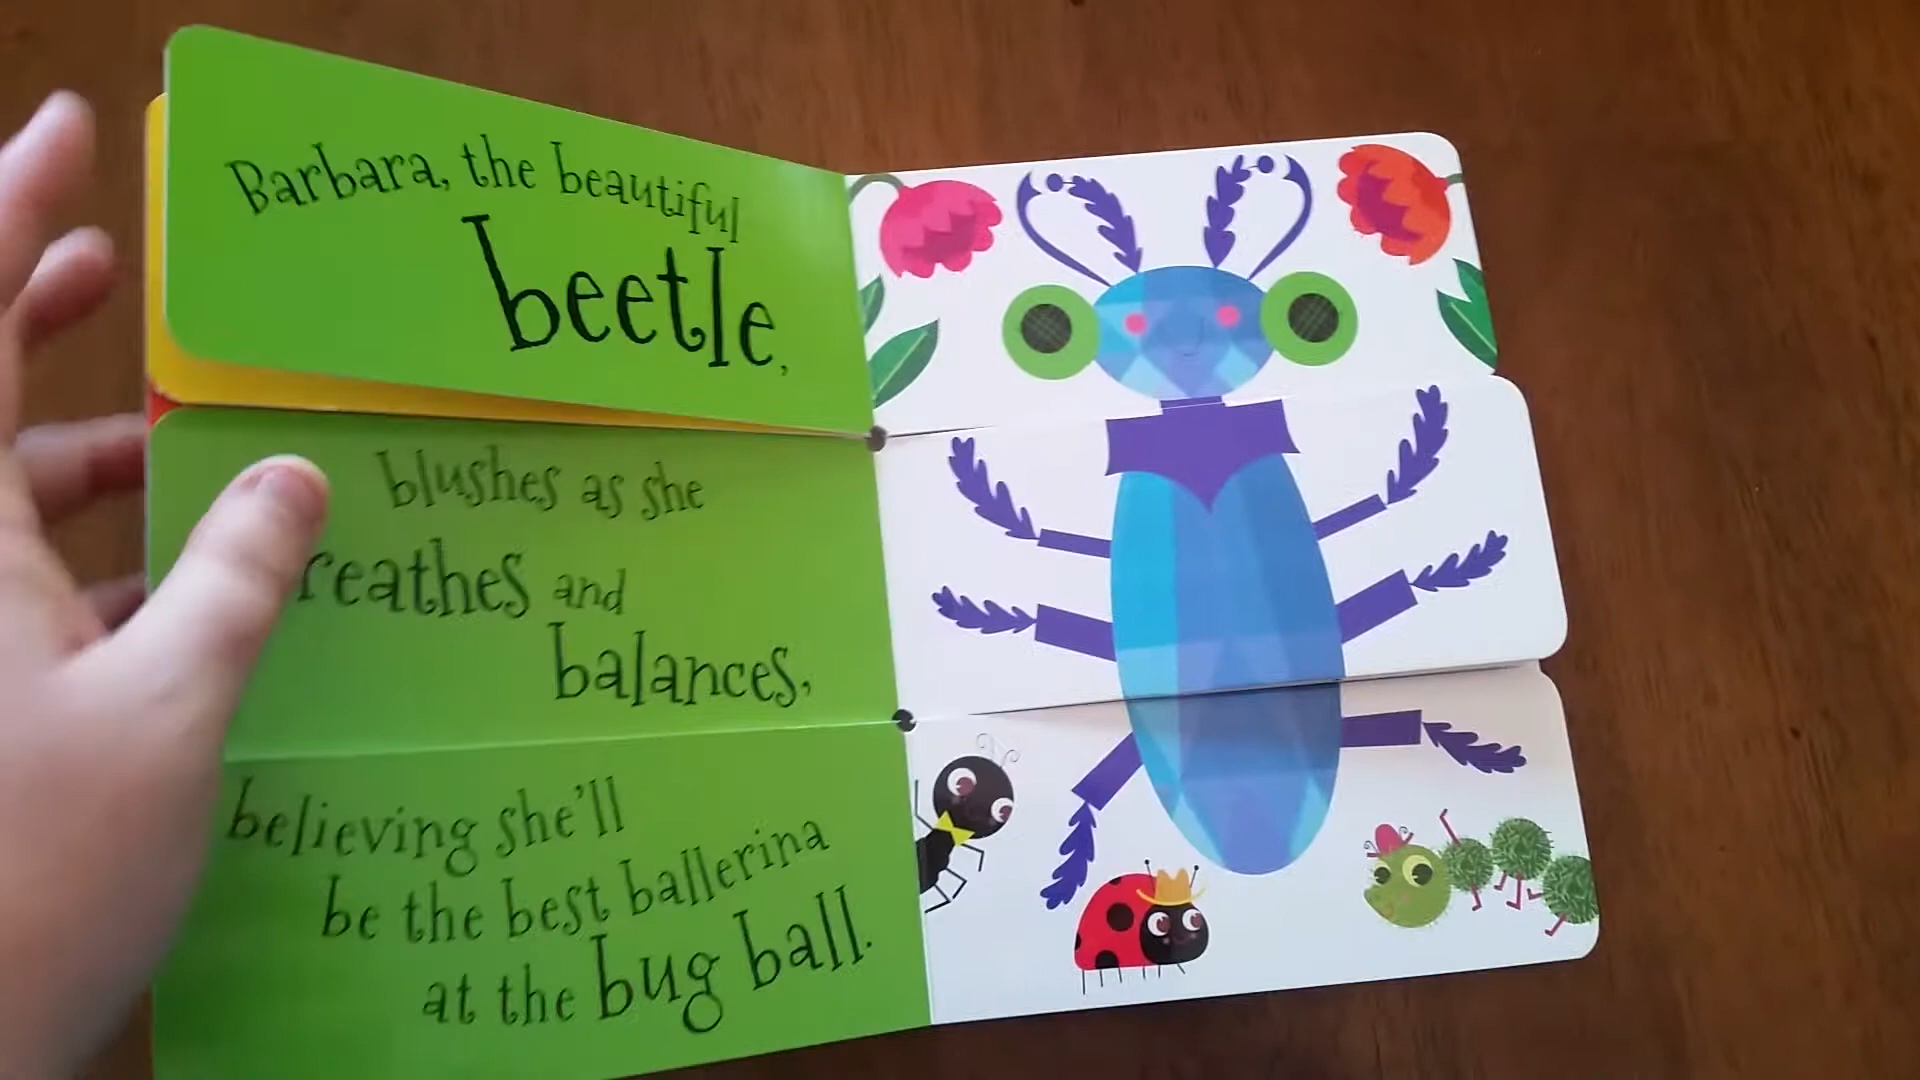 Barbara, the beautiful
beetle,
blushes as she
reathes and
balances,
believing she'll
be the best ballerina
at the bug ball.